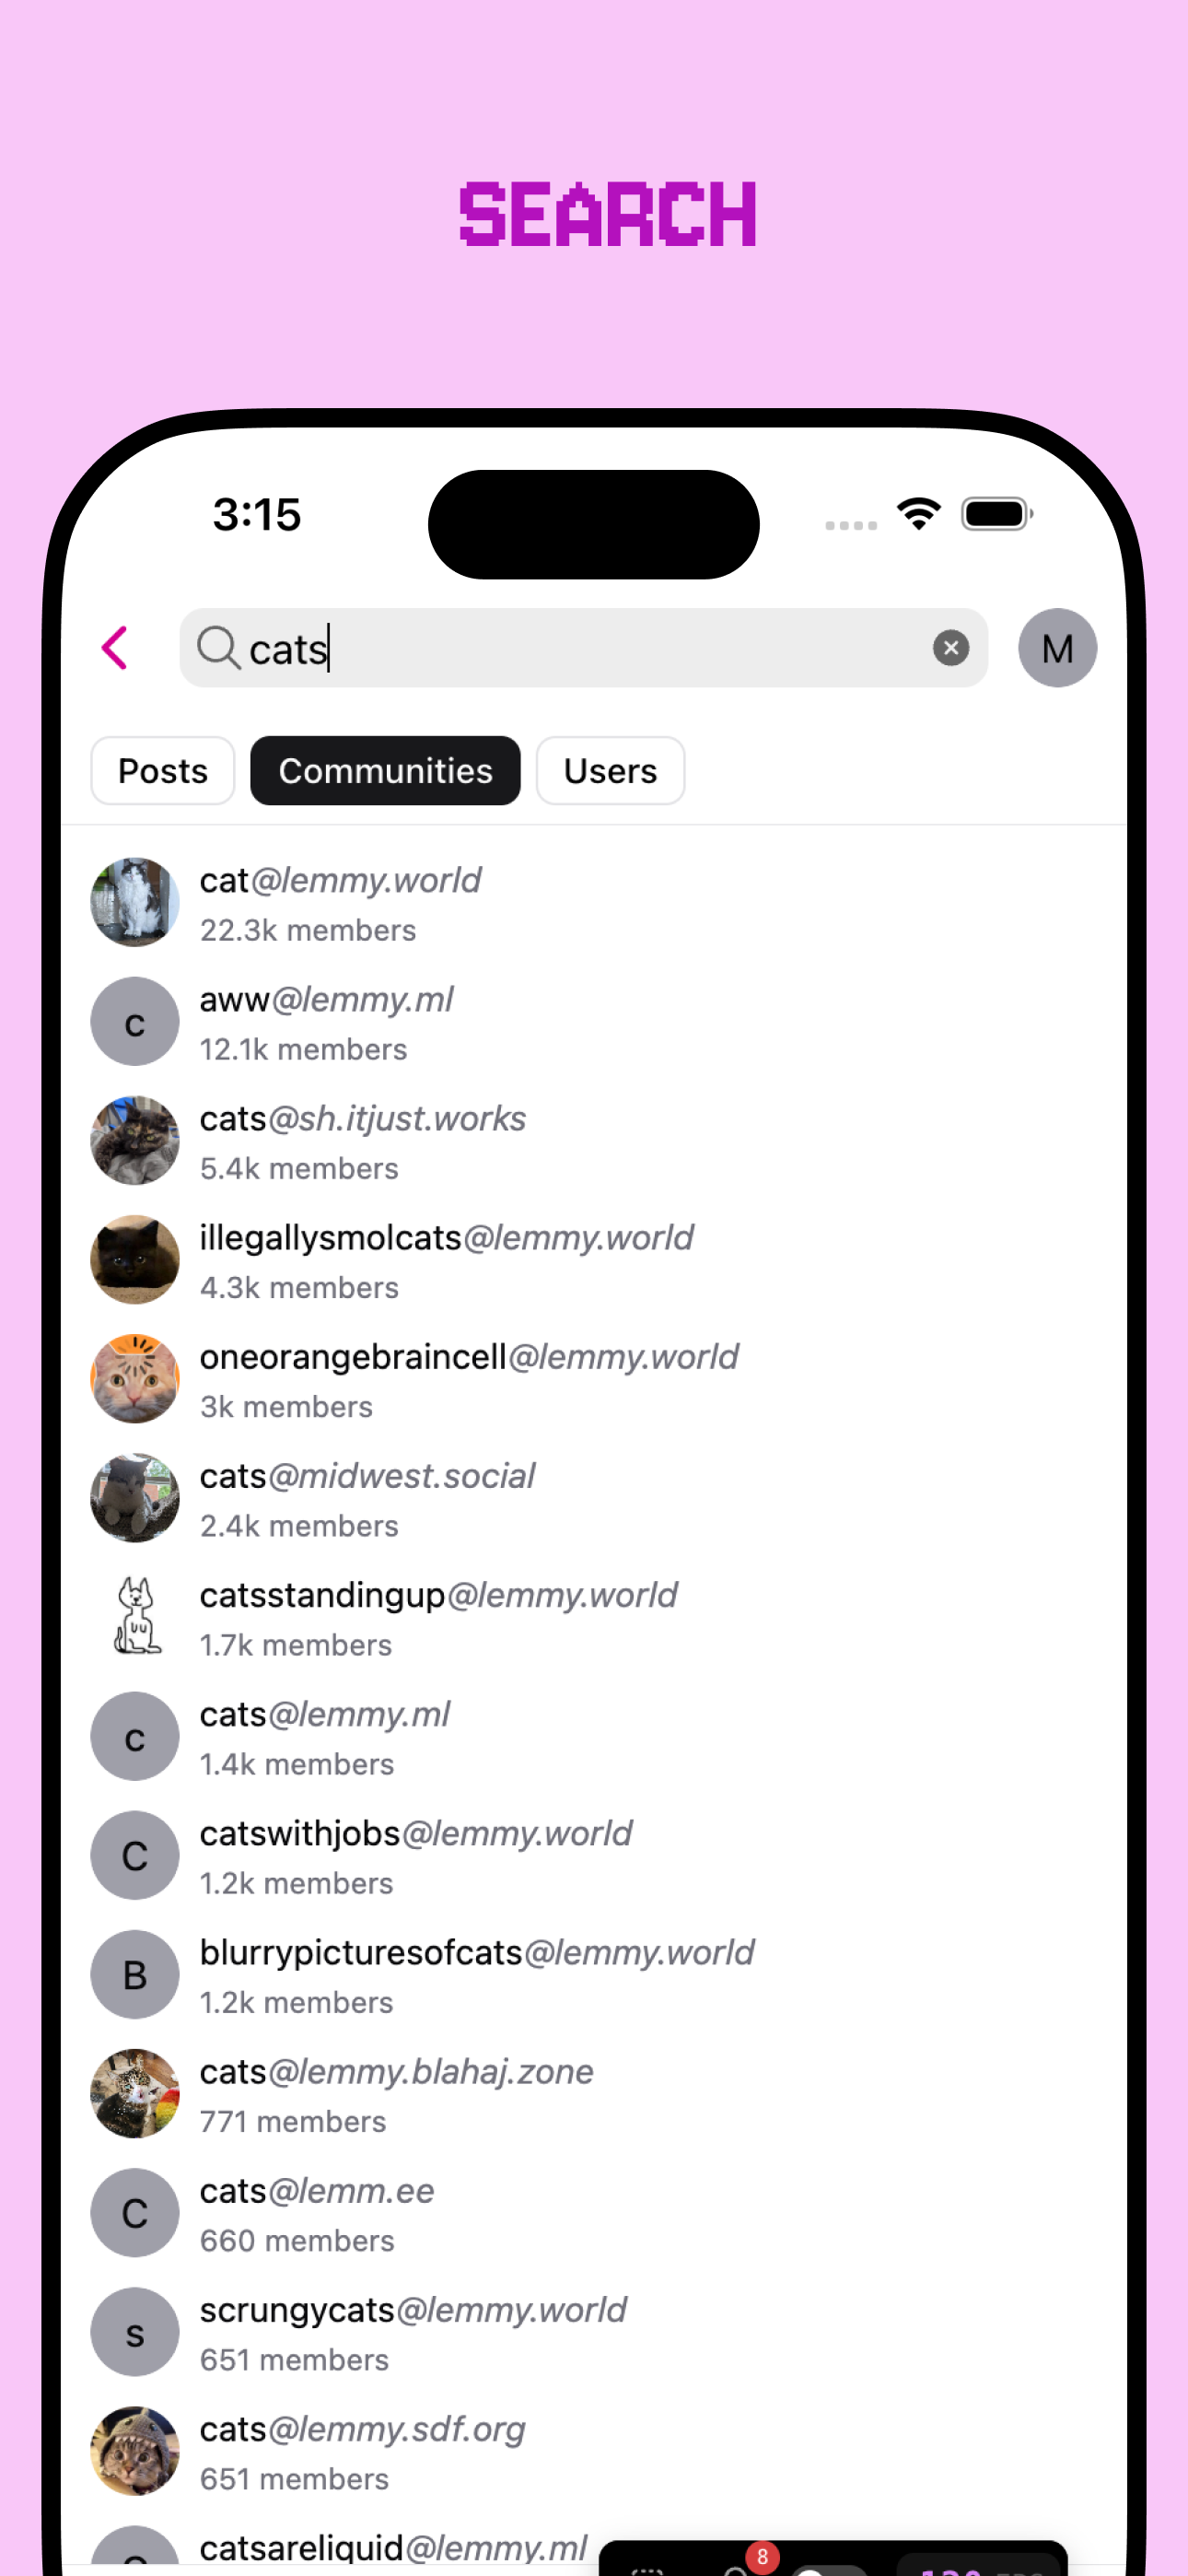 SEARCH
3:15
cats
M
Posts
Communities
Users
cat@lemmy.world
22.3k members
c
aww@lemmy.ml
12.1k members
cats@sh.itjust.works
5.4k members
illegallysmolcats@lemmy.world
4.3k members
oneorangebraincell@lemmy.world
3k members
cats@midwest.social
2.4k members
catsstandingup@lemmy.world
1.7k members
c
cats@lemmy.ml
1.4k members
C
catswithjobs@lemmy.world
1.2k members
B
blurrypicturesofcats@lemmy.world
1.2k members
cats@lemmy.blahaj.zone
771 members
C
cats@lemm.ee
660 members
s
scrungycats@lemmy.world
651 members
cats@lemmy.sdf.org
651 members
catsareliquid@lemmy.ml
8